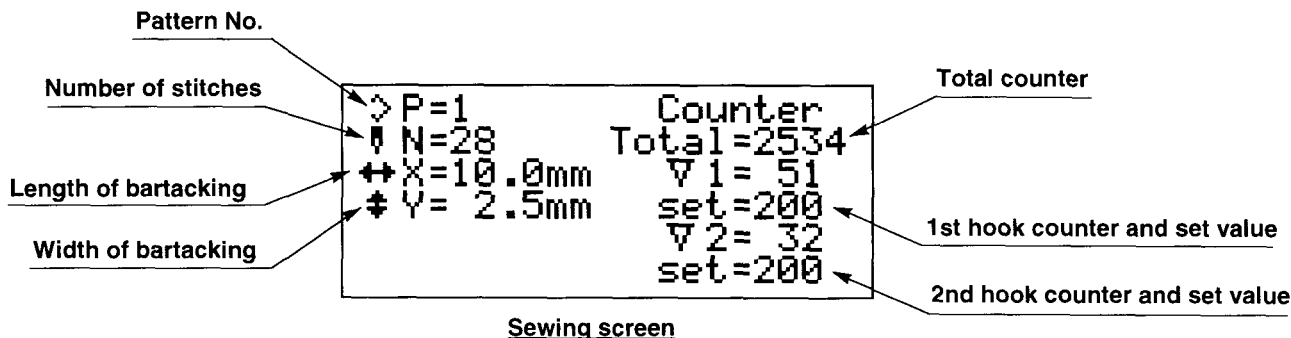 Pattern No.
Number of stitches
Length of bartacking
Width of bartacking
P=1
N=28
X=10.0mm
Y= 2.5mm
Counter
Total=2534
▽1= 51
set=200
▽2= 32
set=200
Total counter
1st hook counter and set value
2nd hook counter and set value
Sewing screen